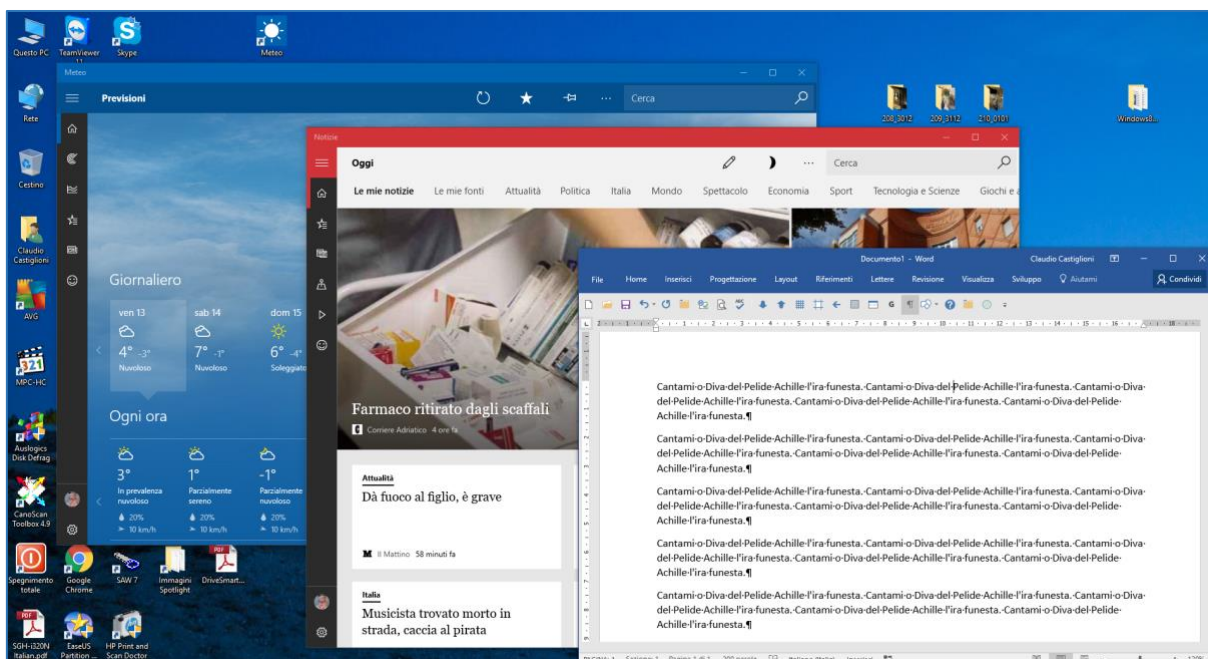 Questo PC
TeamViewer
11
Skype
Meteo
Rete
Cestino
Claudio
Castiglioni
AVG
MPC-HC
Auslogics
Disk Defrag
CanoScan
Toolbox 4.9
Spegnimento
totale
Google
Chrome
SAW 7
Immagini
Spotlight
DriveSmart...
SGH-i320N
Italian.pdf
EaseUS
Partition ...
HP Print and
Scan Doctor
208_3012
209_3112
210_0101
Windows8...
Meteo
Previsioni
Cerca
Giornaliero
ven 13
sab 14
dom 15
4° -3°
7° -1°
6° -4°
Nuvoloso
Nuvoloso
Soleggiato
Ogni ora
3°
1°
-1°
In prevalenza
nuvoloso
Parzialmente
sereno
Parzialmente
nuvoloso
20%
20%
20%
10 km/h
10 km/h
10 km/h
Notizie
Oggi
Cerca
Le mie notizie Le mie fonti Attualità Politica Italia Mondo Spettacolo Economia Sport Tecnologia e Scienze Giochi e
Farmaco ritirato dagli scaffali
Corriere Adriatico 4 ore fa
Attualità
Dà fuoco al figlio, è grave
Il Mattino 58 minuti fa
Italia
Musicista trovato morto in
strada, caccia al pirata
Documento1 - Word
Claudio Castiglioni
File Home Inserisci Progettazione Layout Riferimenti Lettere Revisione Visualizza Sviluppo Aiutami Condividi
Cantami·o·Diva·del·Pelide·Achille·l'ira·funesta.·Cantami·o·Diva·del·Pelide·Achille·l'ira·funesta.·Cantami·o·Diva·
del·Pelide·Achille·l'ira·funesta.·Cantami·o·Diva·del·Pelide·Achille·l'ira·funesta.·Cantami·o·Diva·del·Pelide·
Achille·l'ira·funesta.¶
Cantami·o·Diva·del·Pelide·Achille·l'ira·funesta.·Cantami·o·Diva·del·Pelide·Achille·l'ira·funesta.·Cantami·o·Diva·
del·Pelide·Achille·l'ira·funesta.·Cantami·o·Diva·del·Pelide·Achille·l'ira·funesta.·Cantami·o·Diva·del·Pelide·
Achille·l'ira·funesta.¶
Cantami·o·Diva·del·Pelide·Achille·l'ira·funesta.·Cantami·o·Diva·del·Pelide·Achille·l'ira·funesta.·Cantami·o·Diva·
del·Pelide·Achille·l'ira·funesta.·Cantami·o·Diva·del·Pelide·Achille·l'ira·funesta.·Cantami·o·Diva·del·Pelide·
Achille·l'ira·funesta.¶
Cantami·o·Diva·del·Pelide·Achille·l'ira·funesta.·Cantami·o·Diva·del·Pelide·Achille·l'ira·funesta.·Cantami·o·Diva·
del·Pelide·Achille·l'ira·funesta.·Cantami·o·Diva·del·Pelide·Achille·l'ira·funesta.·Cantami·o·Diva·del·Pelide·
Achille·l'ira·funesta.¶
Cantami·o·Diva·del·Pelide·Achille·l'ira·funesta.·Cantami·o·Diva·del·Pelide·Achille·l'ira·funesta.·Cantami·o·Diva·
del·Pelide·Achille·l'ira·funesta.·Cantami·o·Diva·del·Pelide·Achille·l'ira·funesta.·Cantami·o·Diva·del·Pelide·
Achille·l'ira·funesta.¶